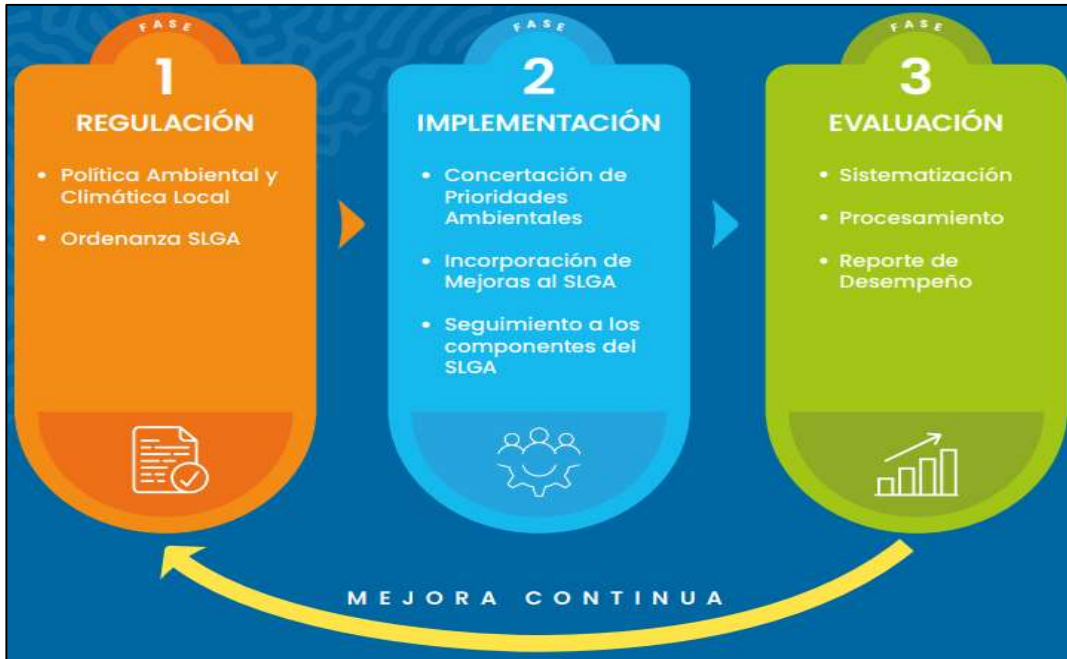 FASE
1
REGULACIÓN
• Política Ambiental y
Climática Local
• Ordenanza SLGA
FASE
2
IMPLEMENTACIÓN
• Concertación de
Prioridades
Ambientales
• Incorporación de
Mejoras al SLGA
• Seguimiento a los
componentes del
SLGA
FASE
3
EVALUACIÓN
• Sistematización
• Procesamiento
• Reporte de
Desempeño
MEJORA CONTINUA